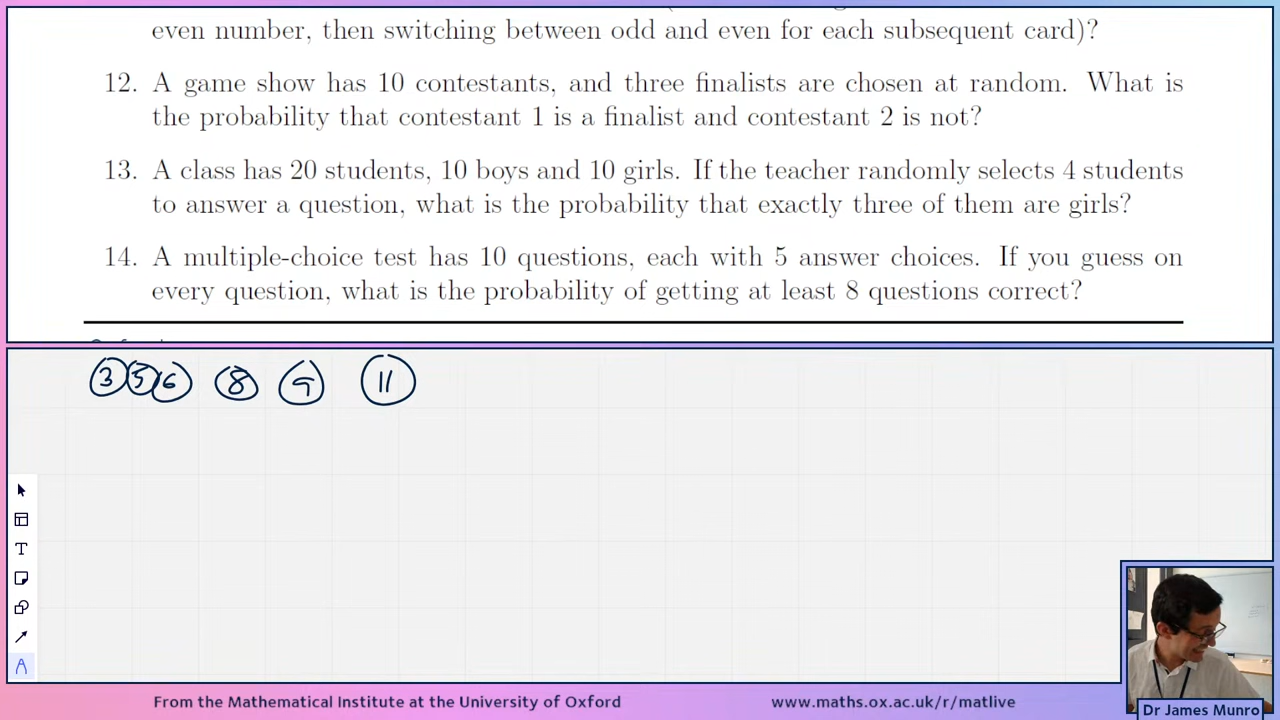 even number, then switching between odd and even for each subsequent card)?
12. A game show has 10 contestants, and three finalists are chosen at random. What is
the probability that contestant 1 is a finalist and contestant 2 is not?
13. A class has 20 students, 10 boys and 10 girls. If the teacher randomly selects 4 students
to answer a question, what is the probability that exactly three of them are girls?
14. A multiple-choice test has 10 questions, each with 5 answer choices. If you guess on
every question, what is the probability of getting at least 8 questions correct?
3 5 6 8 9 11
T
From the Mathematical Institute at the University of Oxford
www.maths.ox.ac.uk/r/matlive
Dr James Munro